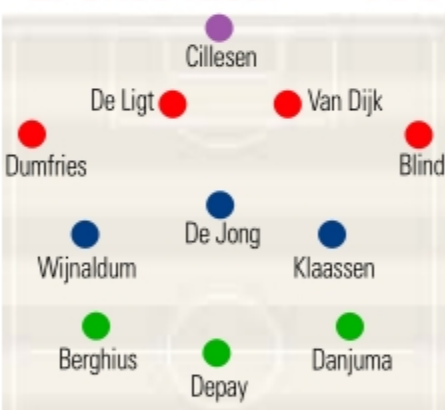 Cillesen
De Ligt
Van Dijk
Dumfries
Blind
De Jong
Wijnaldum
Klaassen
Berghius
Danjuma
Depay